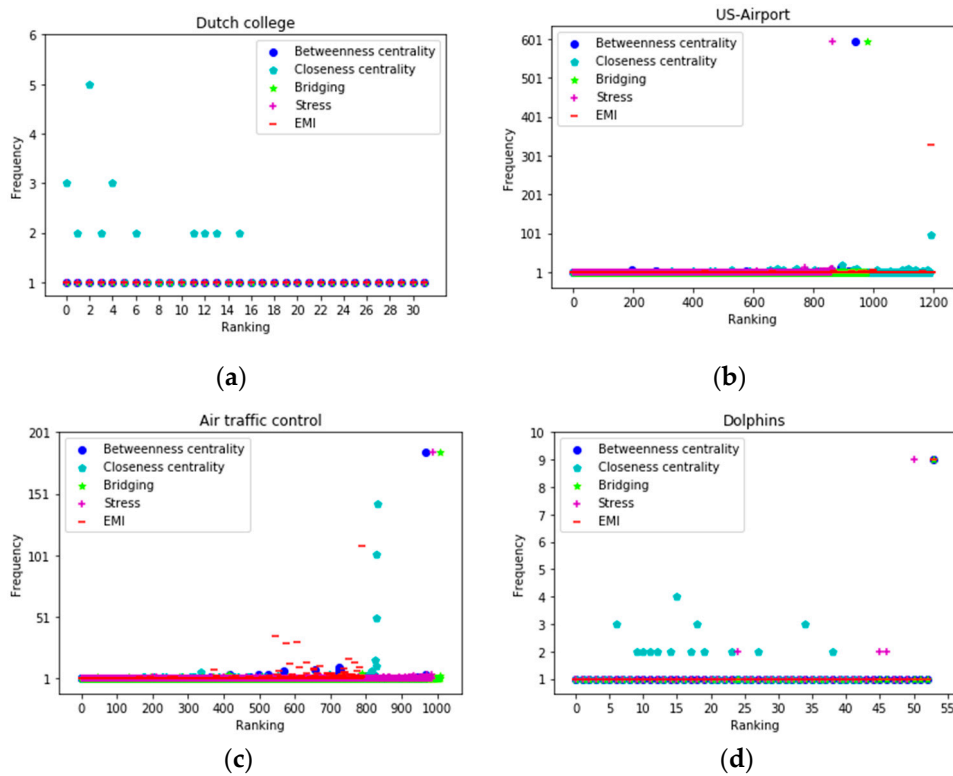 Dutch college
6
5
4
3
2
1
Frequency
Betweenness centrality
Closeness centrality
Bridging
Stress
EMI
0 2 4 6 8 10 12 14 16 18 20 22 24 26 28 30
Ranking
(a)
US-Airport
601
501
401
301
201
101
1
Frequency
Betweenness centrality
Closeness centrality
Bridging
Stress
EMI
0 200 400 600 800 1000 1200
Ranking
(b)
Air traffic control
201
151
101
51
1
Frequency
Betweenness centrality
Closeness centrality
Bridging
Stress
EMI
0 100 200 300 400 500 600 700 800 900 1000
Ranking
(c)
Dolphins
10
9
8
7
6
5
4
3
2
1
Frequency
Betweenness centrality
Closeness centrality
Bridging
Stress
EMI
0 5 10 15 20 25 30 35 40 45 50 55
Ranking
(d)